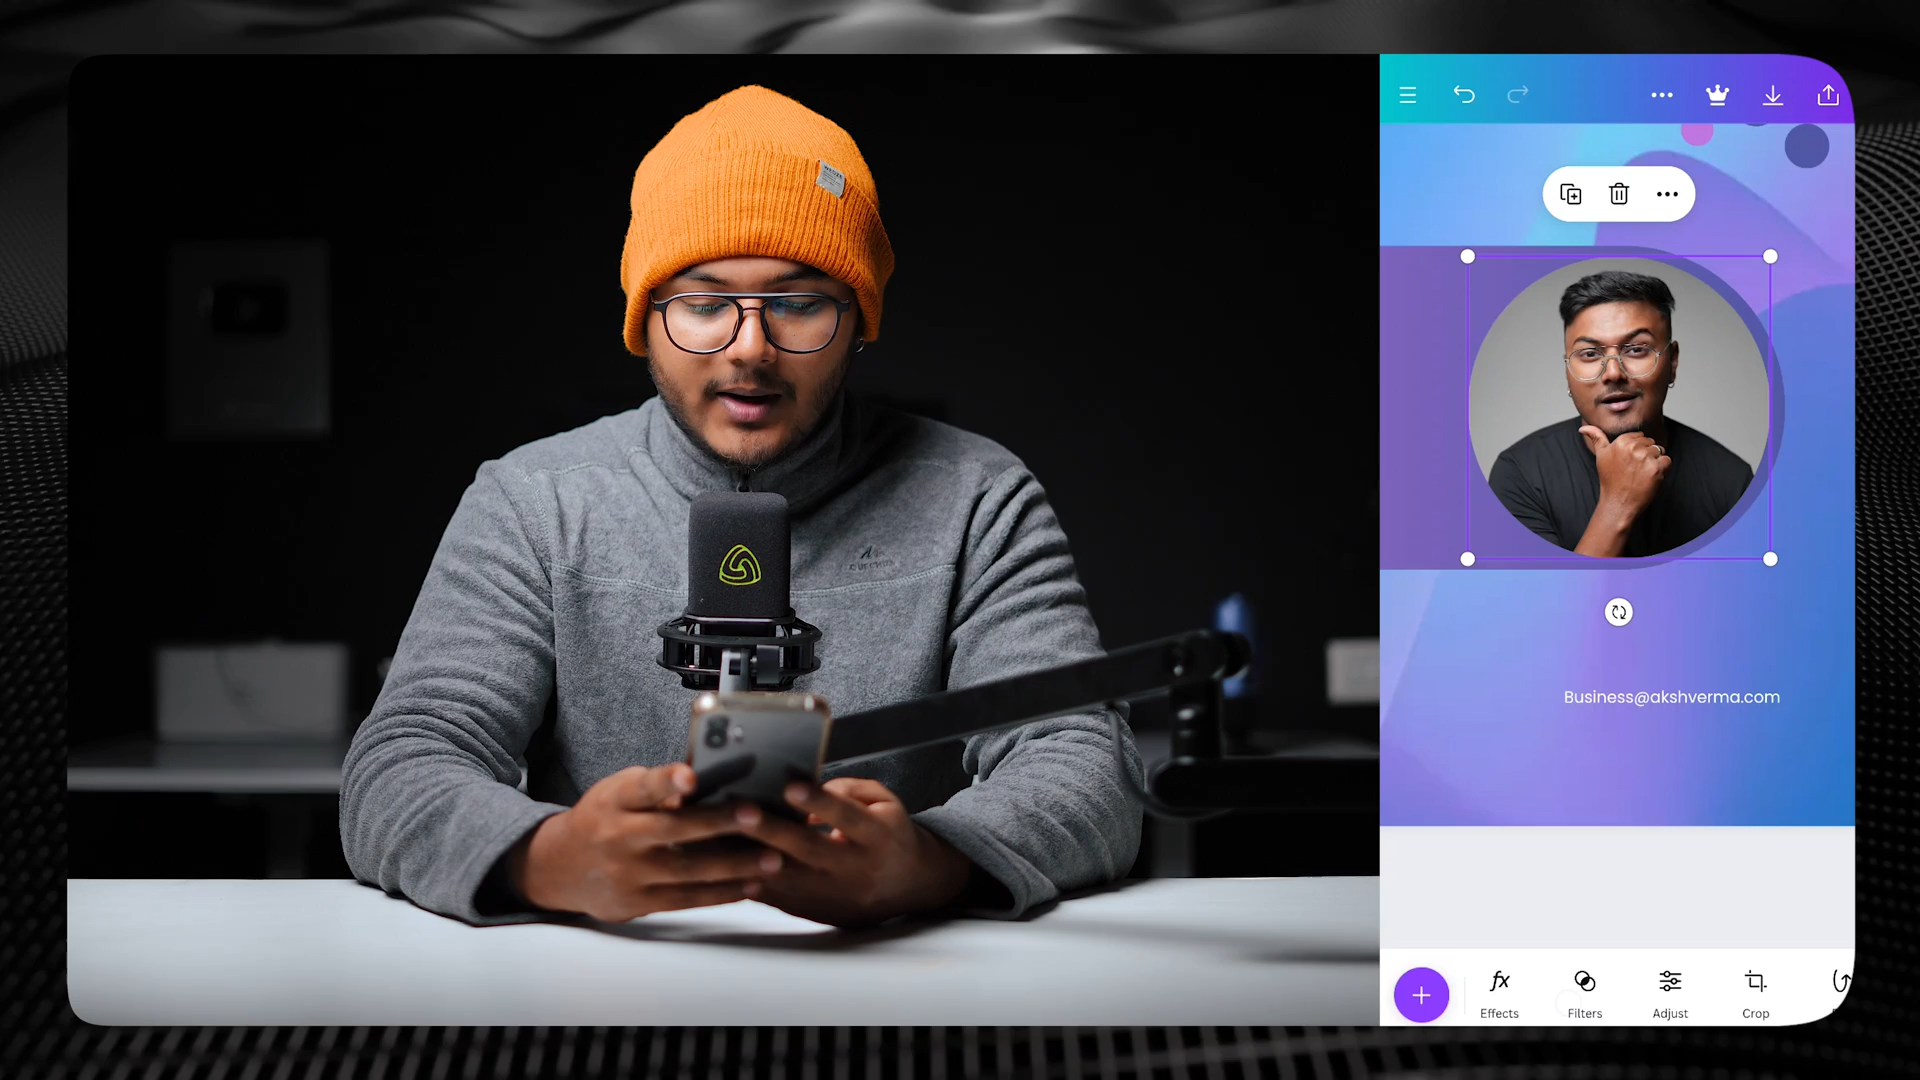 Business@akshverma.com
Effects
Filters
Adjust
Crop